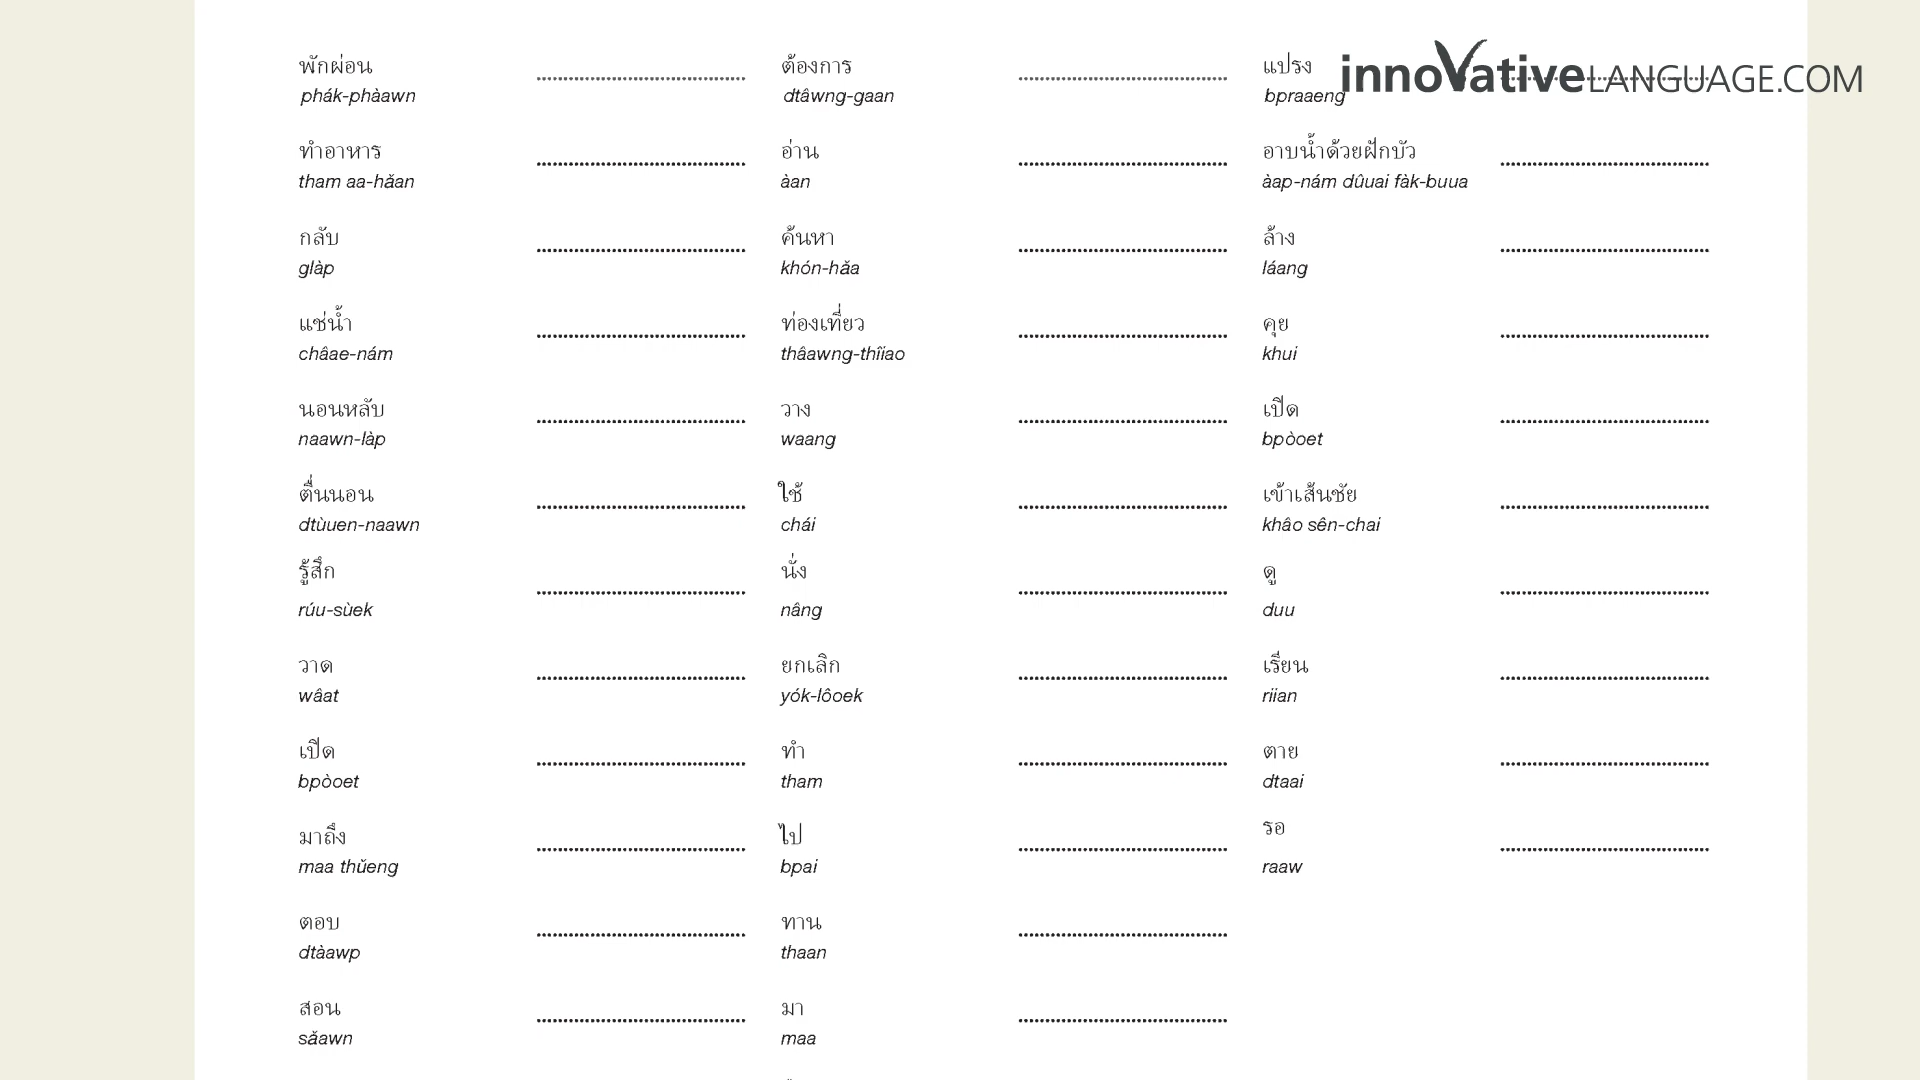 innovativeLANGUAGE.COM
พักผ่อน
phák-phàawn
ทำอาหาร
tham aa-hǎan
กลับ
glàp
แช่น้ำ
châae-nám
นอนหลับ
naawn-làp
ตื่นนอน
dtùuen-naawn
รู้สึก
rúu-sùek
วาด
wâat
เปิด
bpòoet
มาถึง
maa thǔeng
ตอบ
dtàawp
สอน
sǎawn
ต้องการ
dtâwng-gaan
อ่าน
àan
ค้นหา
khón-hǎa
ท่องเที่ยว
thâawng-thîiao
วาง
waang
ใช้
chái
นั่ง
nâng
ยกเลิก
yók-lôoek
ทำ
tham
ไป
bpai
ทาน
thaan
มา
maa
แปรง
bpraaeng
อาบน้ำด้วยฝักบัว
àap-nám dûuai fàk-buua
ล้าง
láang
คุย
khui
เปิด
bpòoet
เข้าเส้นชัย
khâo sên-chai
ดู
duu
เรียน
riian
ตาย
dtaai
รอ
raaw